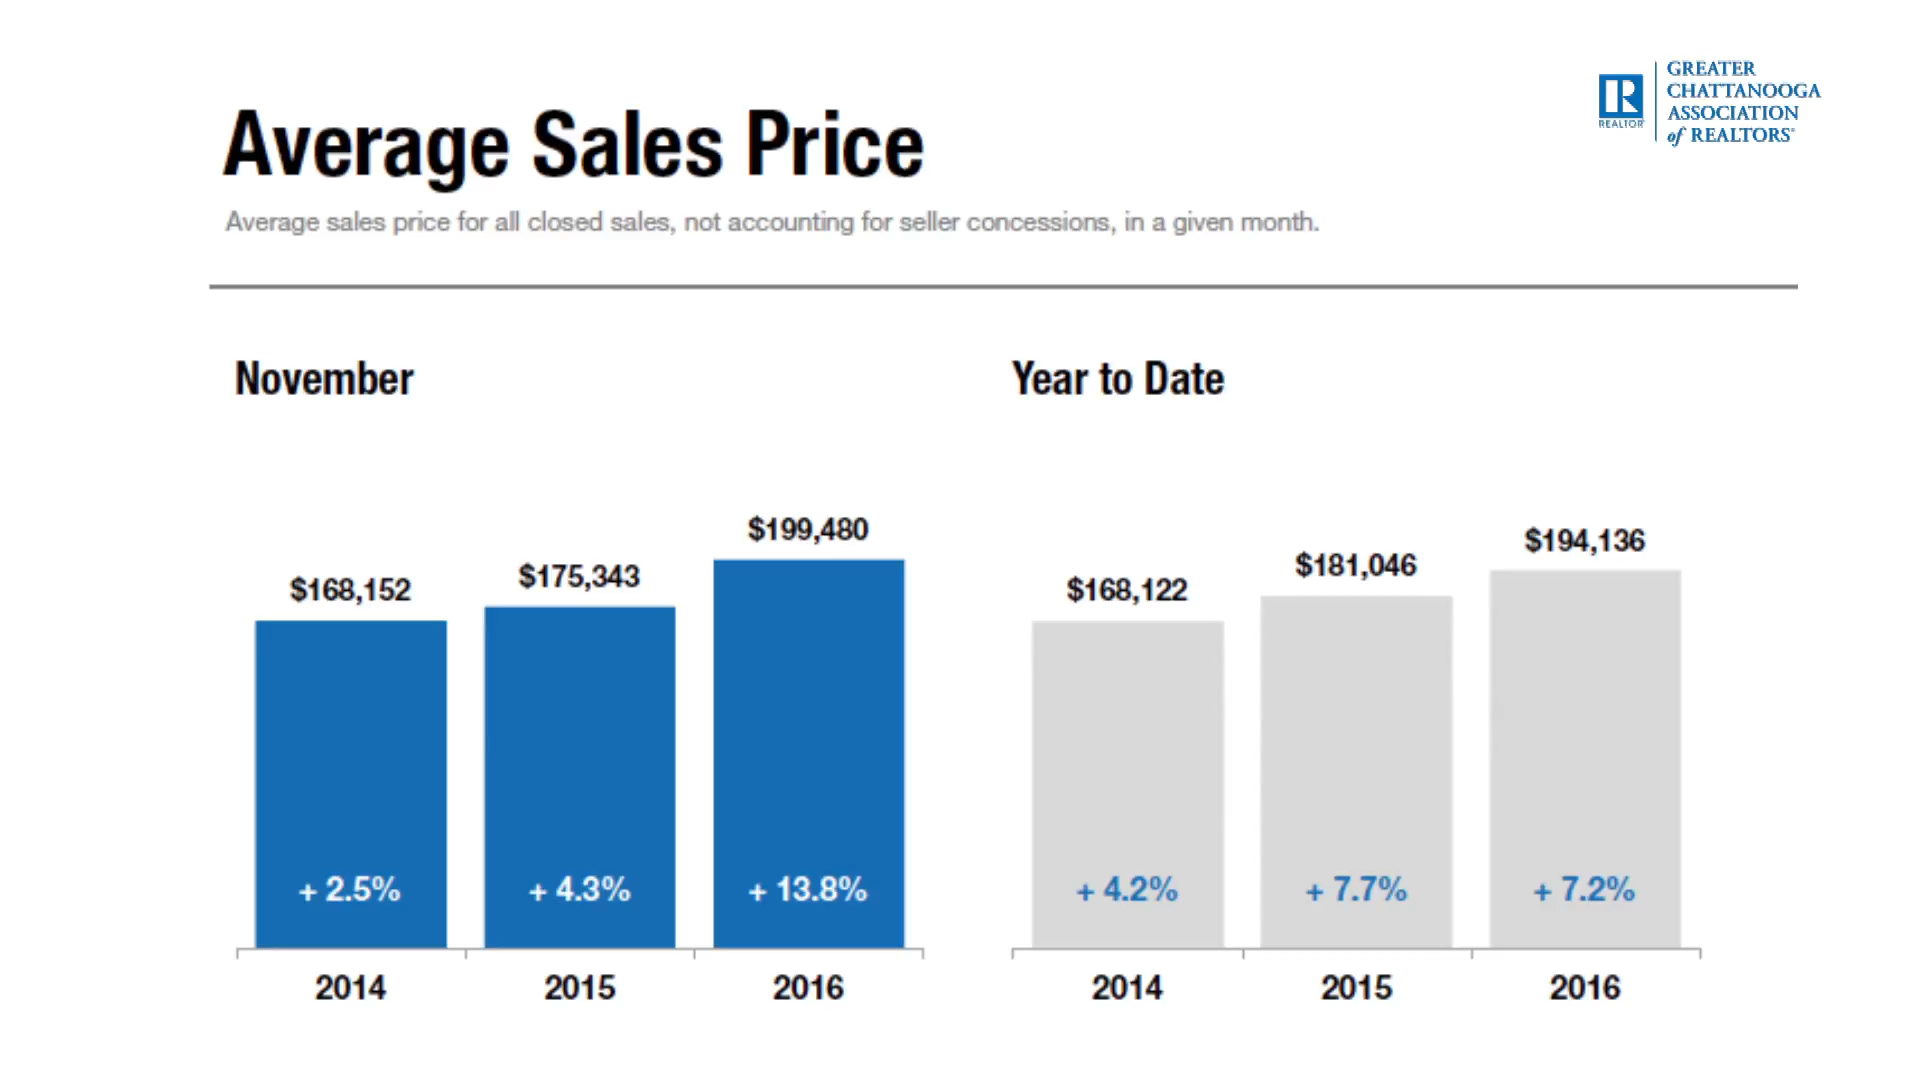 GREATER
CHATTANOOGA
ASSOCIATION
of REALTORS®
REALTOR®
Average Sales Price
Average sales price for all closed sales, not accounting for seller concessions, in a given month.
November
$168,152
$175,343
$199,480
+ 2.5%
+ 4.3%
+ 13.8%
2014
2015
2016
Year to Date
$168,122
$181,046
$194,136
+ 4.2%
+ 7.7%
+ 7.2%
2014
2015
2016